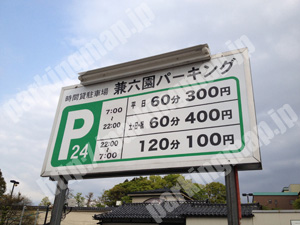 時間貸駐車場 兼六園パーキング
P24
7:00 〜 22:00 平日 60分 300円
土・日・祝 60分 400円
22:00 〜 7:00 120分 100円